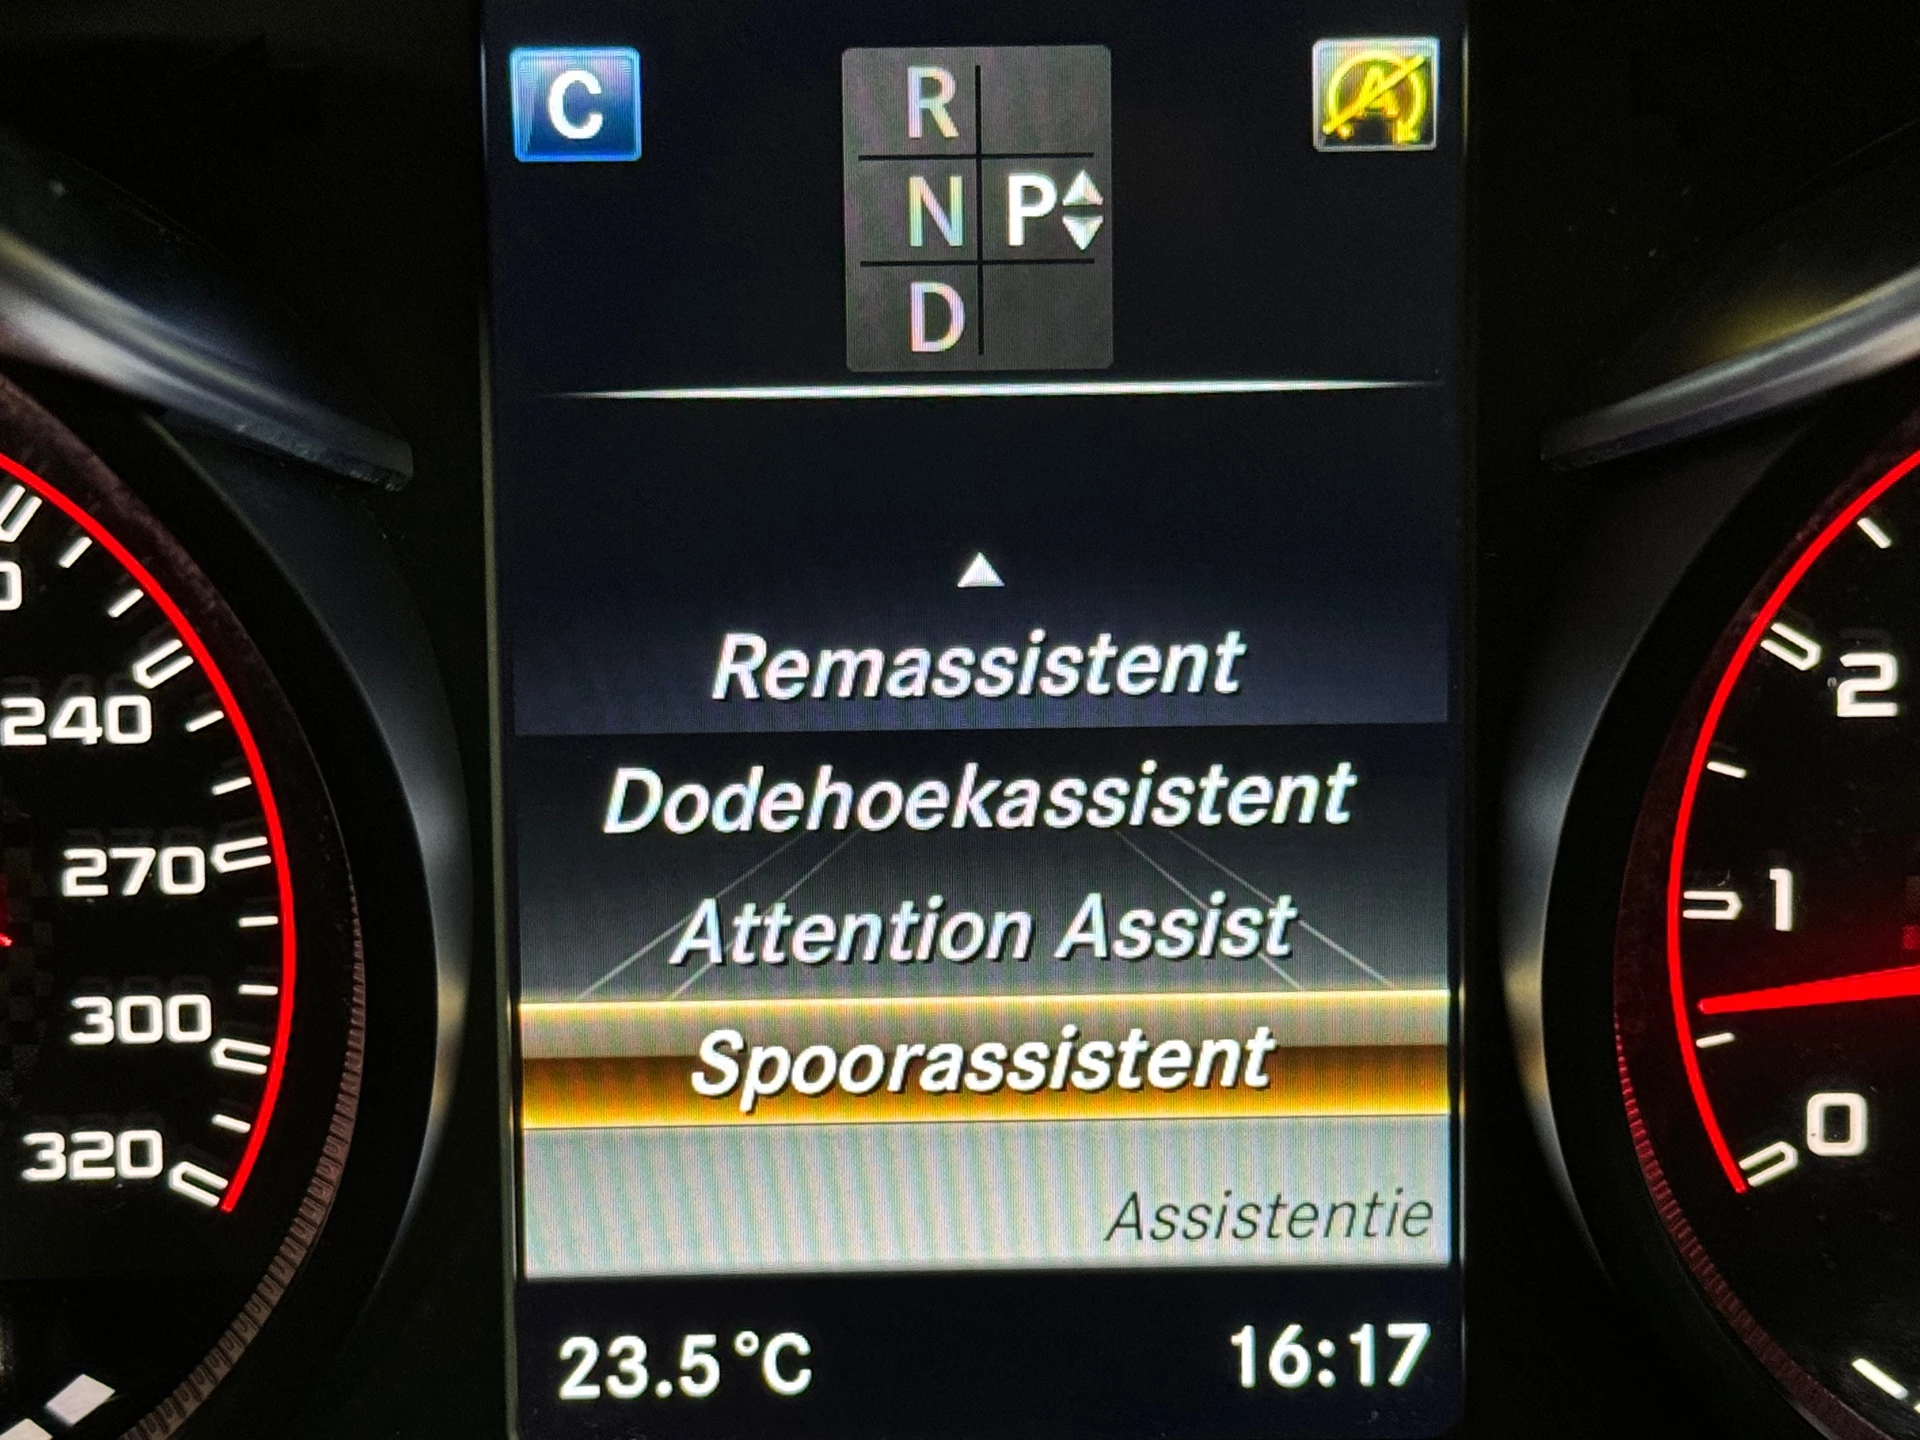 C
R
N P
D
A
Remassistent
Dodehoekassistent
Attention Assist
Spoorassistent
Assistentie
23.5°C
16:17
240
270
300
320
2
1
0